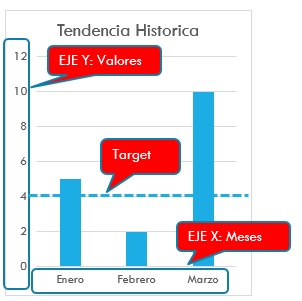 Tendencia Historica
EJE Y: Valores
12
10
8
6
4
2
0
Target
EJE X: Meses
Enero
Febrero
Marzo